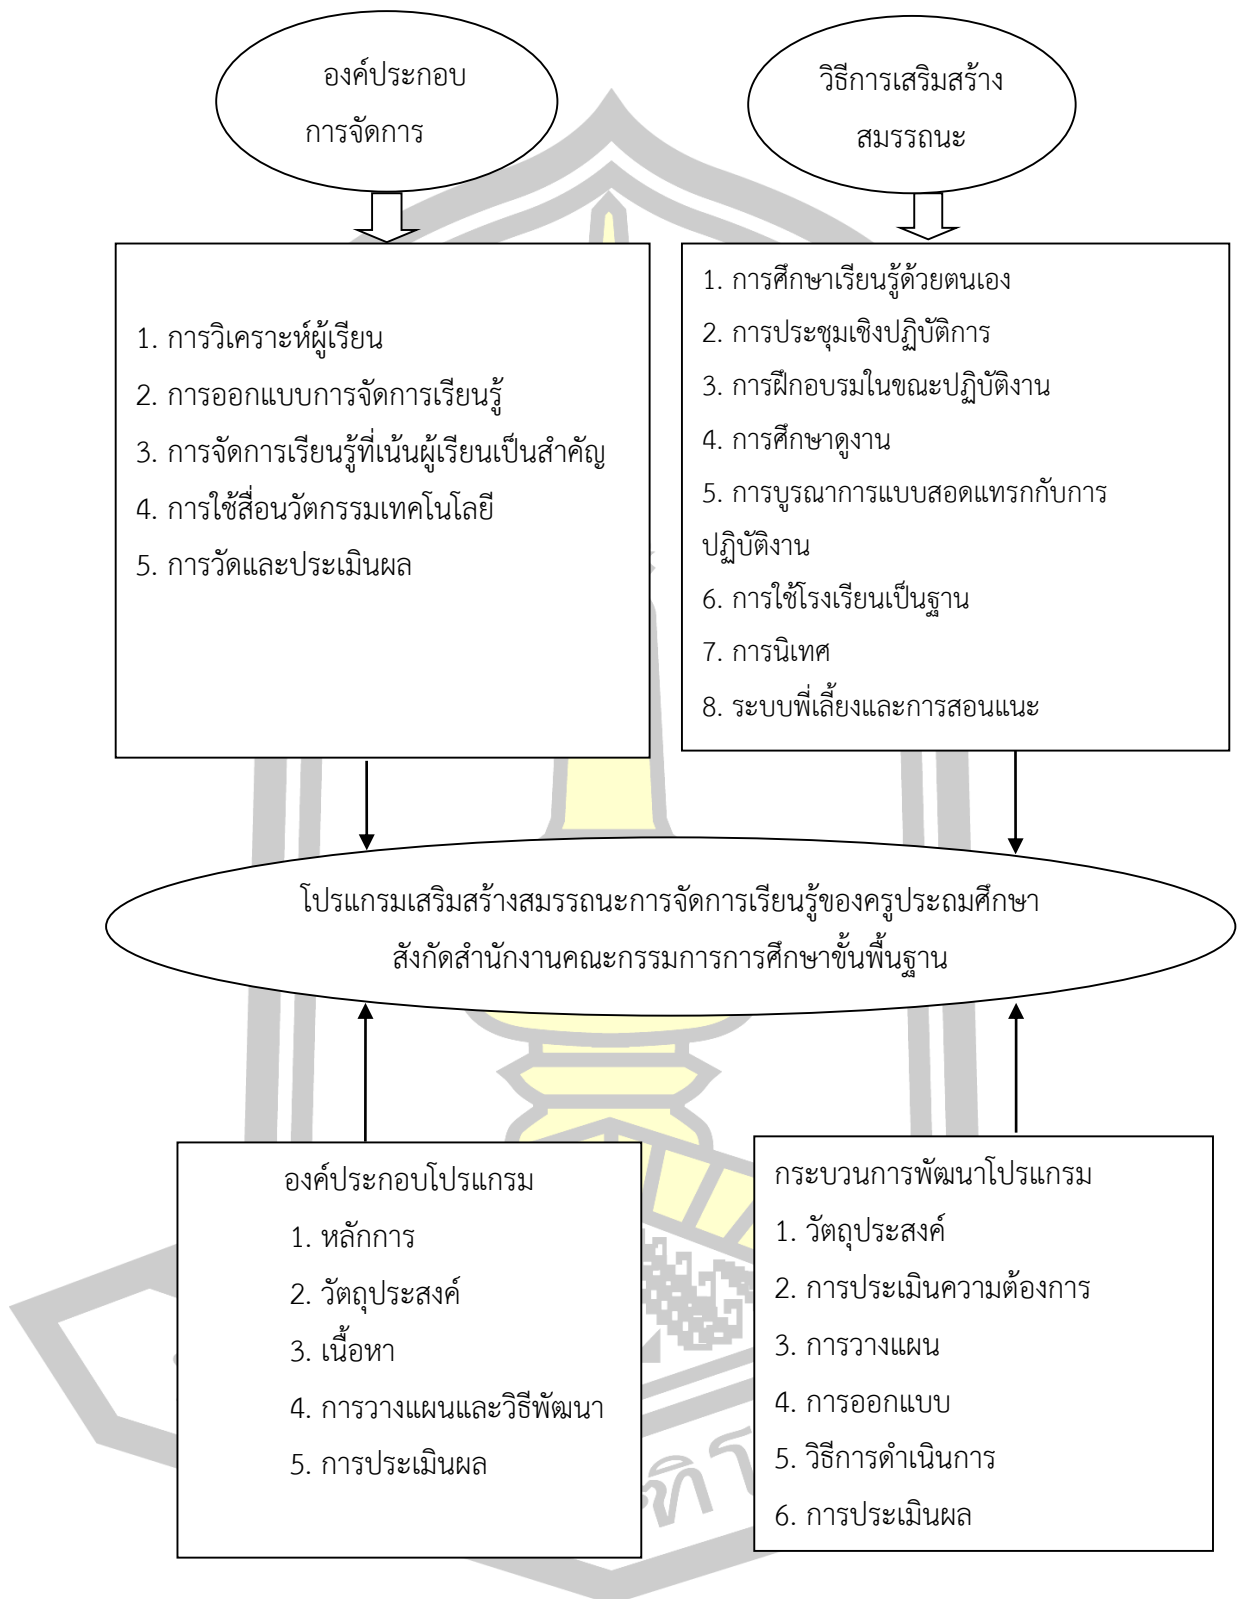 องค์ประกอบ
การจัดการ
วิธีการเสริมสร้าง
สมรรถนะ
1. การวิเคราะห์ผู้เรียน
2. การออกแบบการจัดการเรียนรู้
3. การจัดการเรียนรู้ที่เน้นผู้เรียนเป็นสำคัญ
4. การใช้สื่อนวัตกรรมเทคโนโลยี
5. การวัดและประเมินผล
1. การศึกษาเรียนรู้ด้วยตนเอง
2. การประชุมเชิงปฏิบัติการ
3. การฝึกอบรมในขณะปฏิบัติงาน
4. การศึกษาดูงาน
5. การบูรณาการแบบสอดแทรกกับการ
ปฏิบัติงาน
6. การใช้โรงเรียนเป็นฐาน
7. การนิเทศ
8. ระบบพี่เลี้ยงและการสอนแนะ
โปรแกรมเสริมสร้างสมรรถนะการจัดการเรียนรู้ของครูประถมศึกษา
สังกัดสำนักงานคณะกรรมการการศึกษาขั้นพื้นฐาน
องค์ประกอบโปรแกรม
1. หลักการ
2. วัตถุประสงค์
3. เนื้อหา
4. การวางแผนและวิธีพัฒนา
5. การประเมินผล
กระบวนการพัฒนาโปรแกรม
1. วัตถุประสงค์
2. การประเมินความต้องการ
3. การวางแผน
4. การออกแบบ
5. วิธีการดำเนินการ
6. การประเมินผล